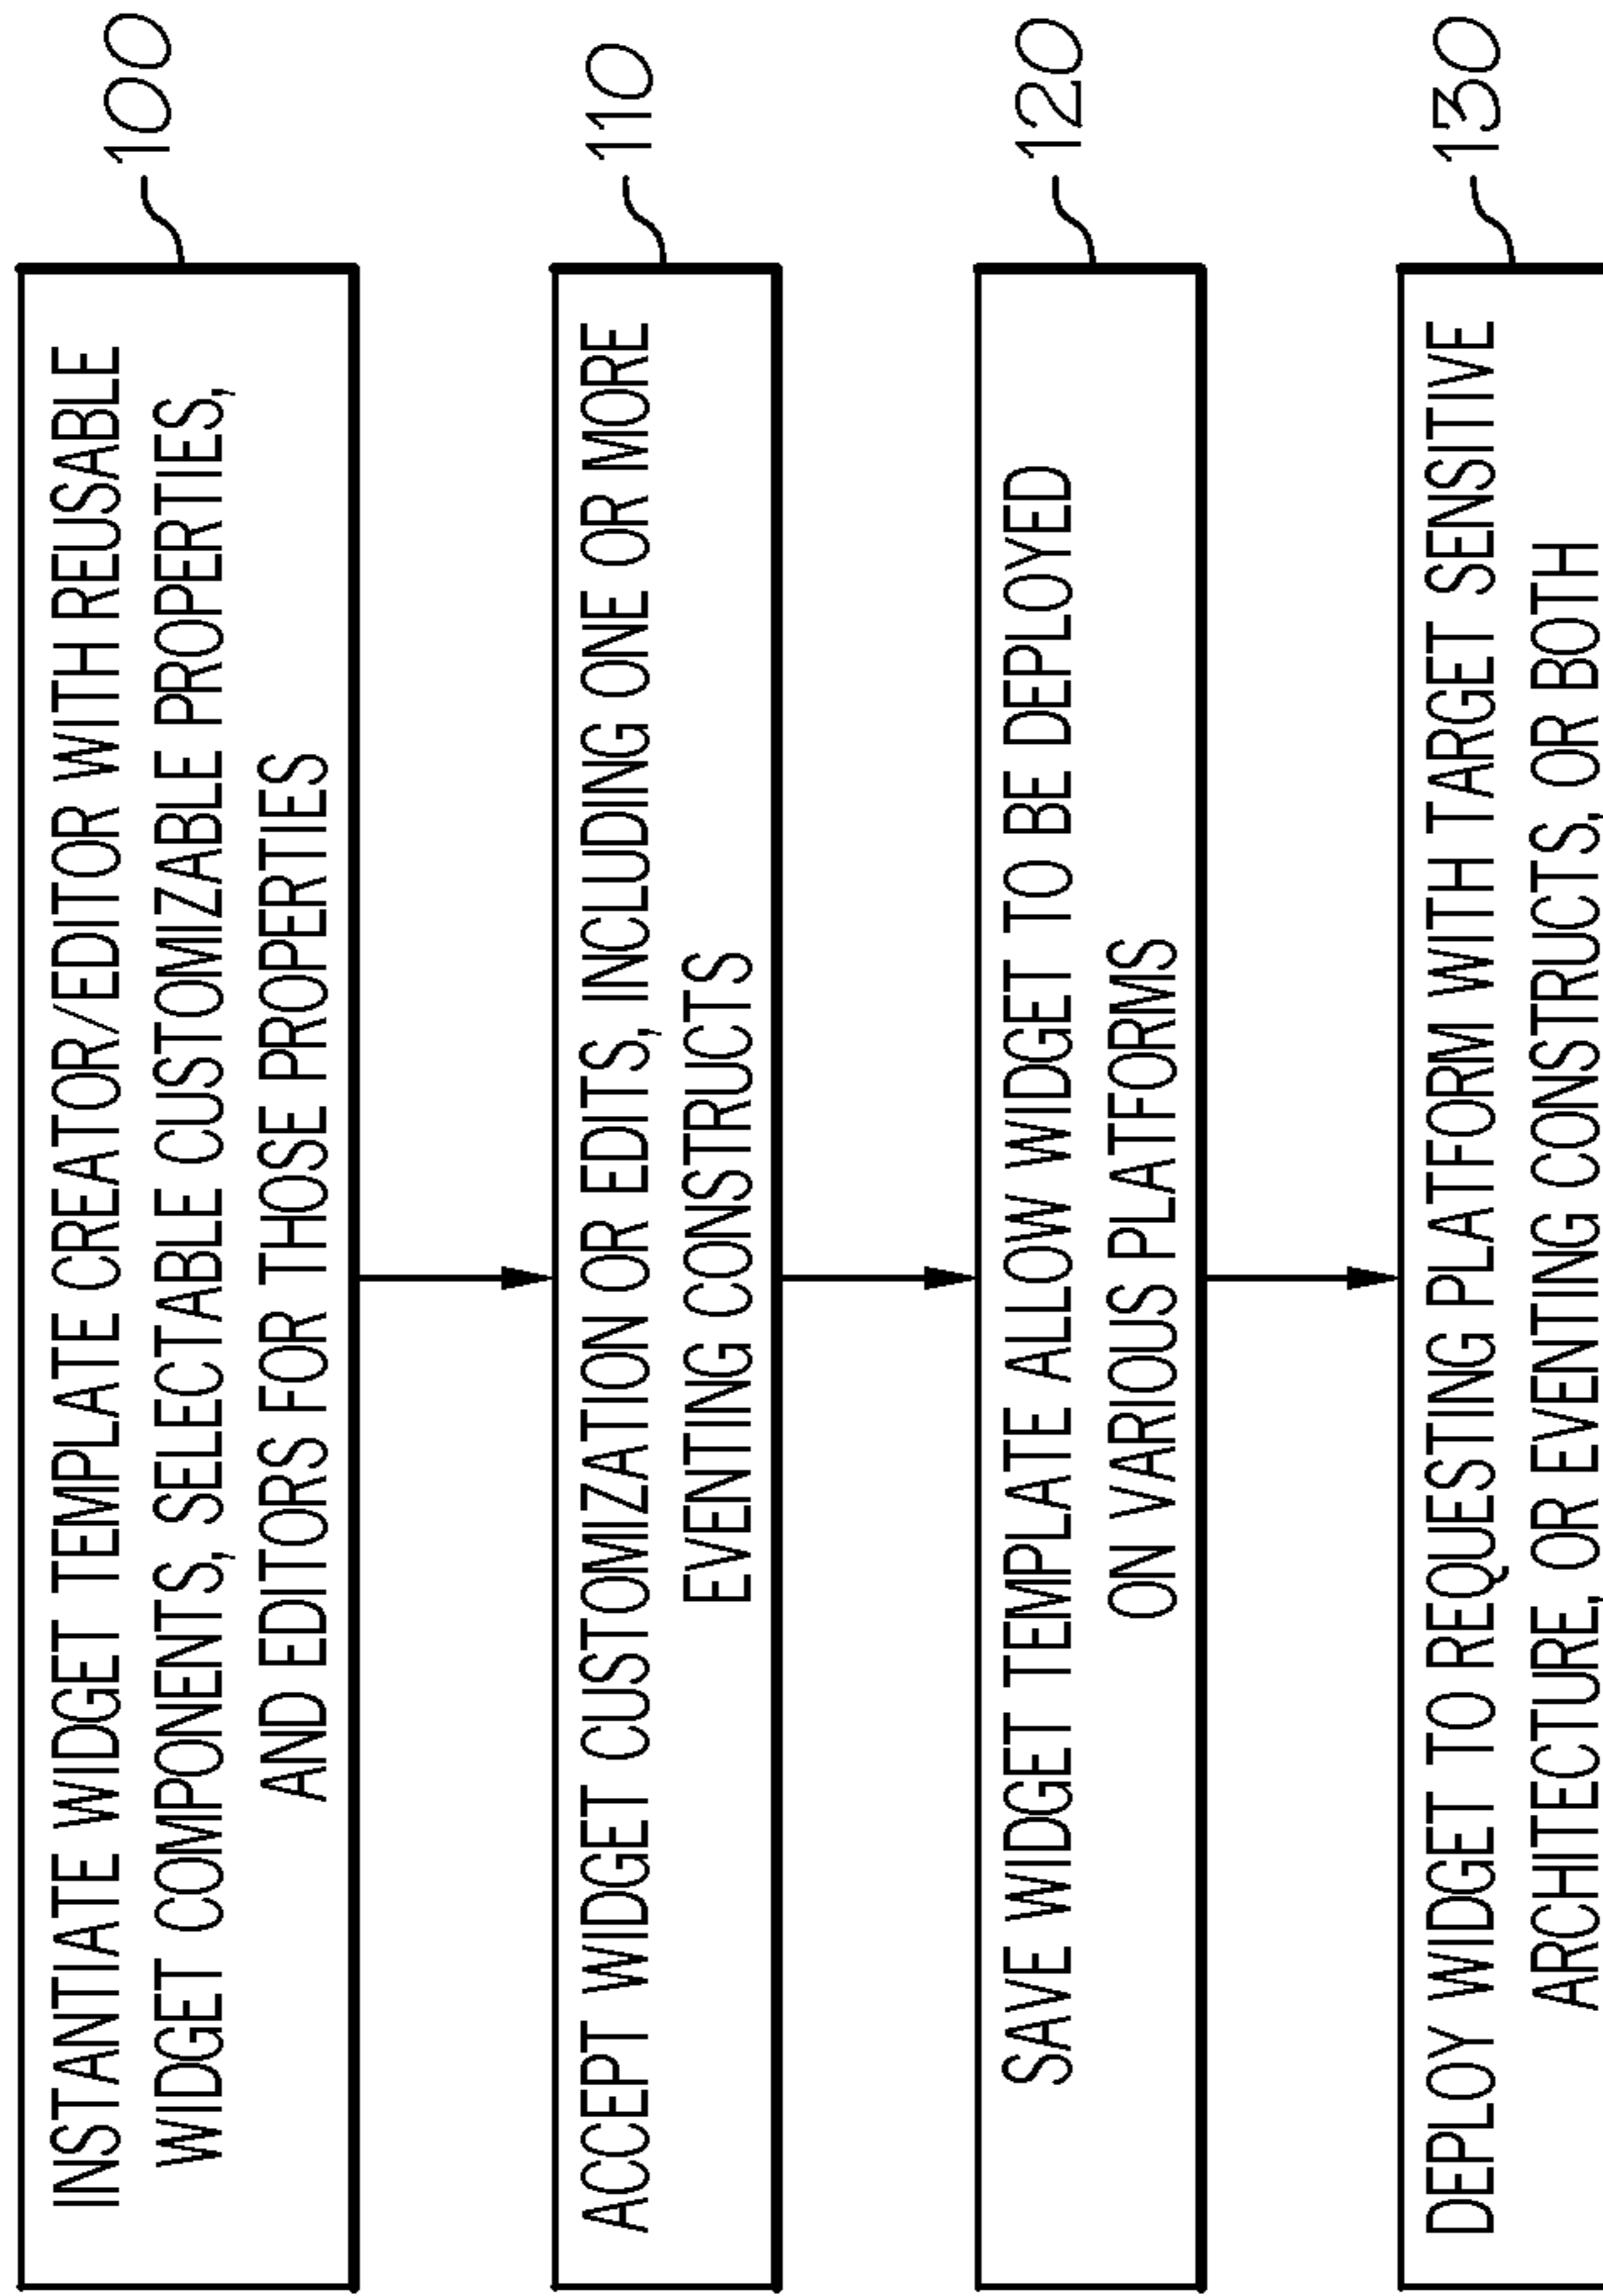 INSTANTIATE WIDGET TEMPLATE CREATOR/EDITOR WITH REUSABLE
WIDGET COMPONENTS, SELECTABLE CUSTOMIZABLE PROPERTIES,
AND EDITORS FOR THOSE PROPERTIES
100
ACCEPT WIDGET CUSTOMIZATION OR EDITS, INCLUDING ONE OR MORE
EVENTING CONSTRUCTS
110
SAVE WIDGET TEMPLATE ALLOW WIDGET TO BE DEPLOYED
ON VARIOUS PLATFORMS
120
DEPLOY WIDGET TO REQUESTING PLATFORM WITH TARGET SENSITIVE
ARCHITECTURE, OR EVENTING CONSTRUCTS, OR BOTH
130